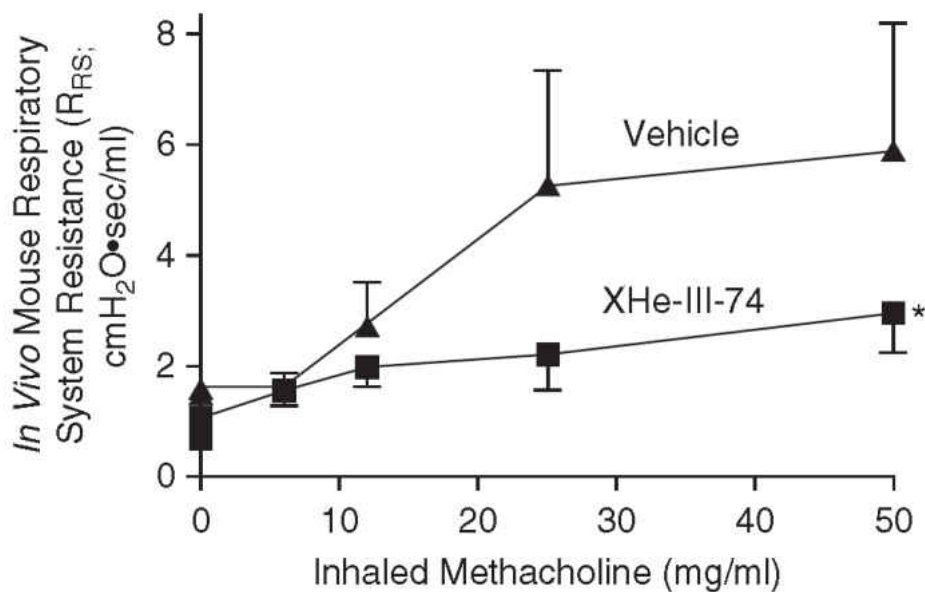 In Vivo Mouse Respiratory
System Resistance (RRS;
cmH2O•sec/ml)
8
6
4
2
0
Vehicle
XHe-III-74
*
0 10 20 30 40 50
Inhaled Methacholine (mg/ml)